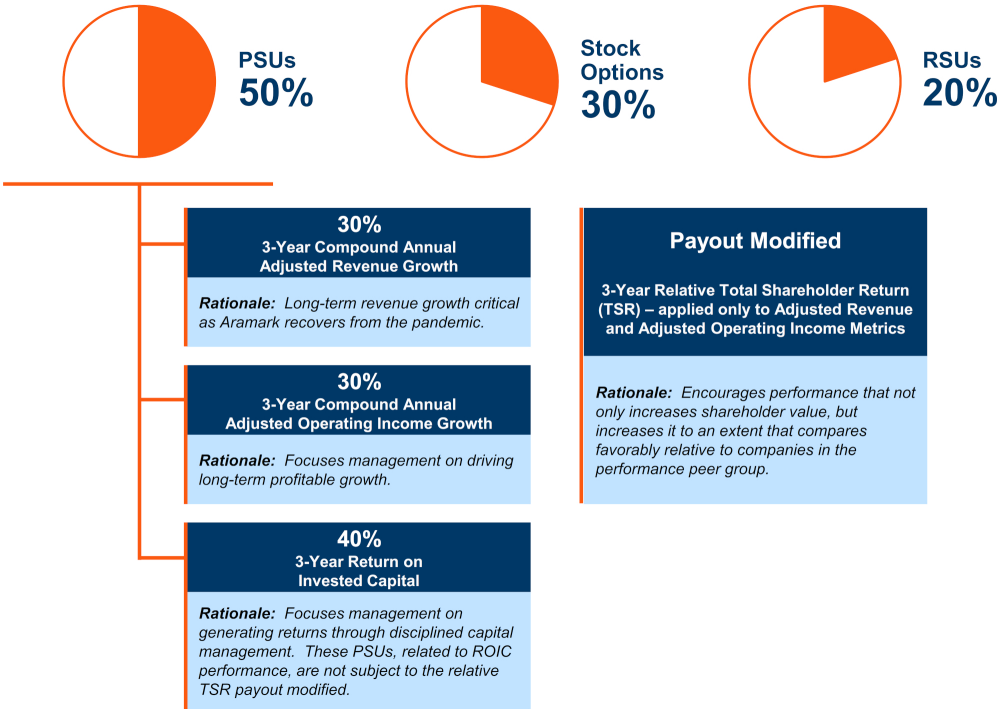 PSUs
50%
Stock
Options
30%
RSUs
20%
30%
3-Year Compound Annual
Adjusted Revenue Growth
Rationale: Long-term revenue growth critical
as Aramark recovers from the pandemic.
30%
3-Year Compound Annual
Adjusted Operating Income Growth
Rationale: Focuses management on driving
long-term profitable growth.
40%
3-Year Return on
Invested Capital
Rationale: Focuses management on
generating returns through disciplined capital
management. These PSUs, related to ROIC
performance, are not subject to the relative
TSR payout modified.
Payout Modified
3-Year Relative Total Shareholder Return
(TSR) – applied only to Adjusted Revenue
and Adjusted Operating Income Metrics
Rationale: Encourages performance that not
only increases shareholder value, but
increases it to an extent that compares
favorably relative to companies in the
performance peer group.